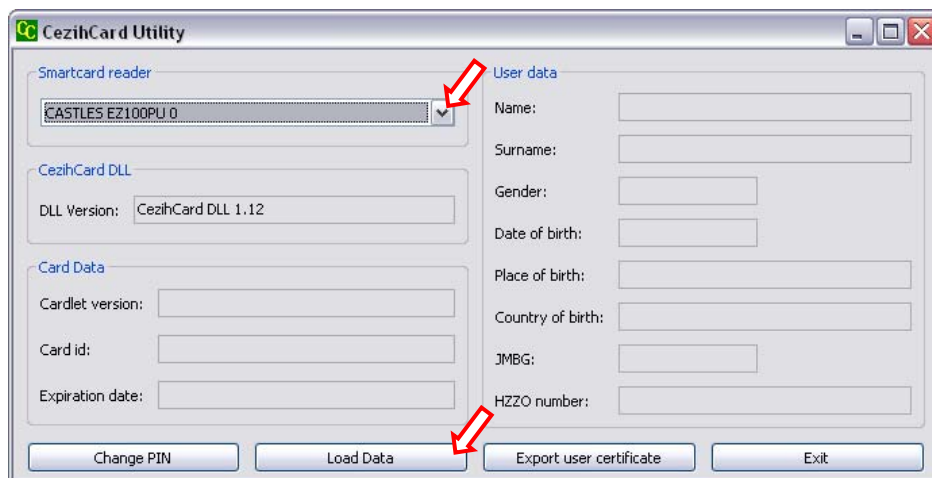 CC CezihCard Utility
Smartcard reader
CASTLES EZ100PU 0
CezihCard DLL
DLL Version: CezihCard DLL 1.12
Card Data
Cardlet version:
Card id:
Expiration date:
User data
Name:
Surname:
Gender:
Date of birth:
Place of birth:
Country of birth:
JMBG:
HZZO number:
Change PIN Load Data Export user certificate Exit